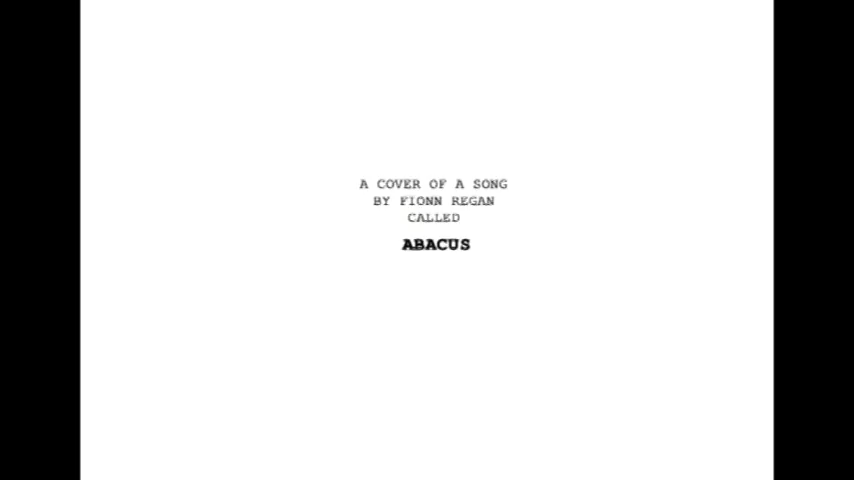 A COVER OF A SONG
BY FIONN REGAN
CALLED
ABACUS